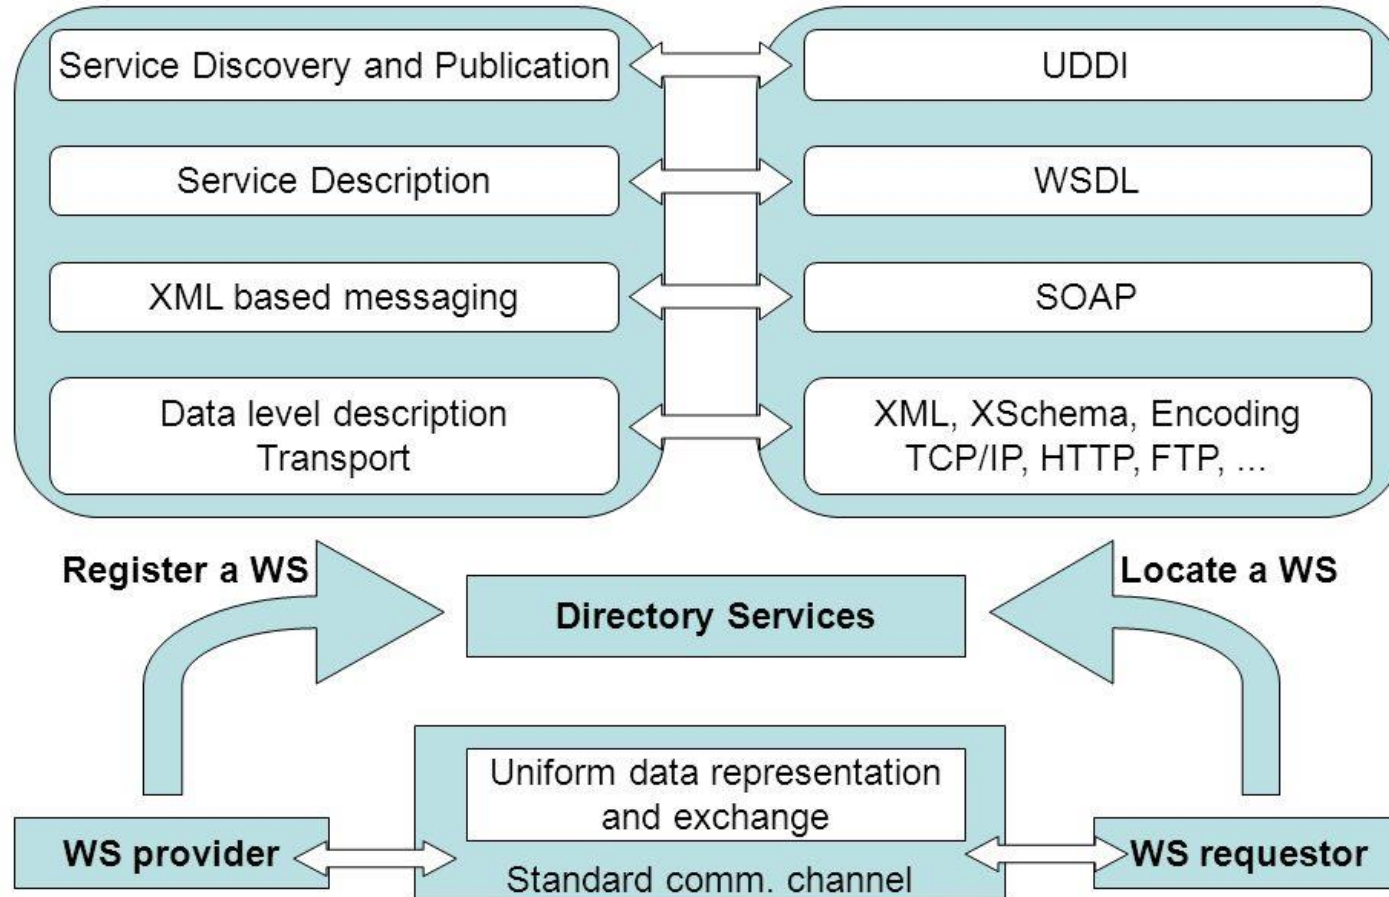 Service Discovery and Publication
UDDI
Service Description
WSDL
XML based messaging
SOAP
Data level description
Transport
XML, XSchema, Encoding
TCP/IP, HTTP, FTP, ...
Register a WS
Locate a WS
Directory Services
Uniform data representation
and exchange
WS provider
WS requestor
Standard comm. channel